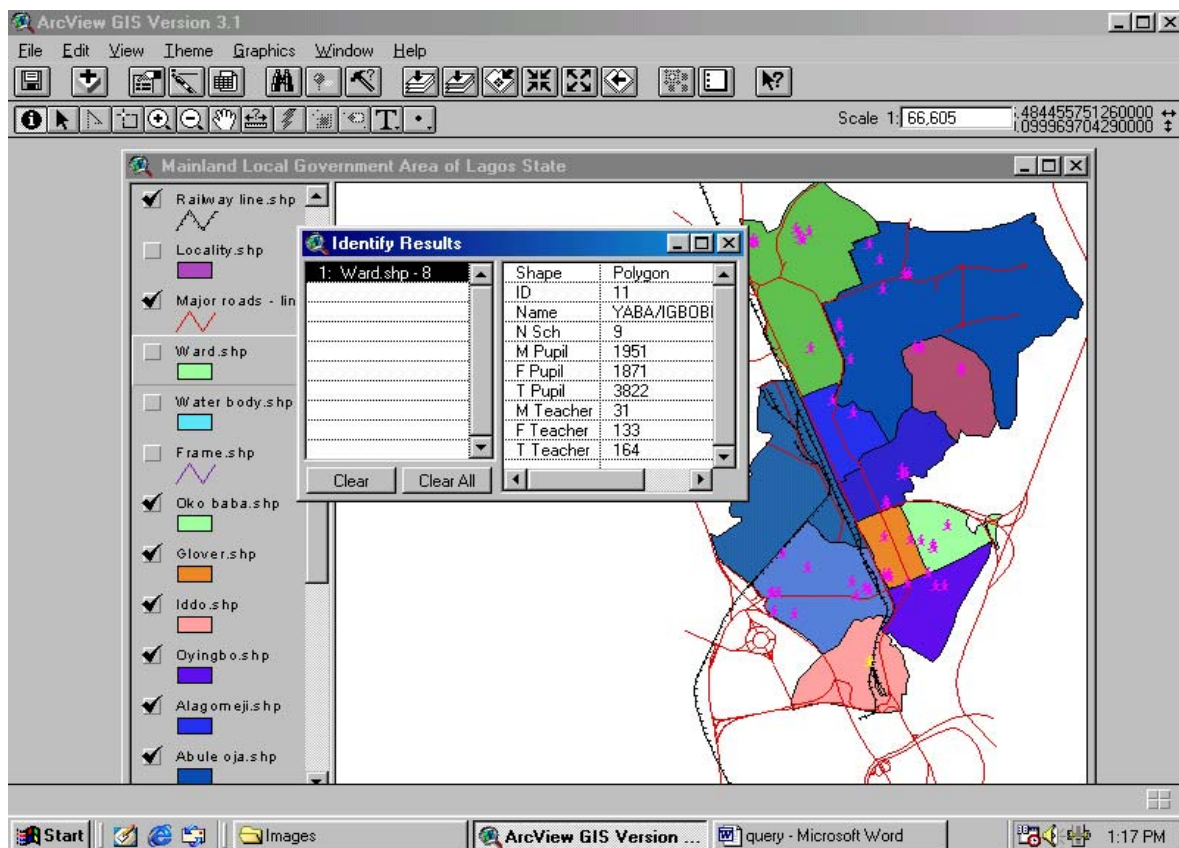 ArcView GIS Version 3.1
File Edit View Theme Graphics Window Help
Scale 1: 66,605
.484455751260000
.099969704290000
Mainland Local Government Area of Lagos State
Railway line.shp
Locality.shp
Major roads - lin
Ward.shp
Water body.shp
Frame.shp
Oko baba.shp
Glover.shp
Iddo.shp
Oyingbo.shp
Alagomeji.shp
Abule oja.shp
Identify Results
1: Ward.shp - 8
Shape Polygon
ID 11
Name YABA/IGBOBI
N Sch 9
M Pupil 1951
F Pupil 1871
T Pupil 3822
M Teacher 31
F Teacher 133
T Teacher 164
Clear Clear All
Start Images ArcView GIS Version ... query - Microsoft Word 1:17 PM